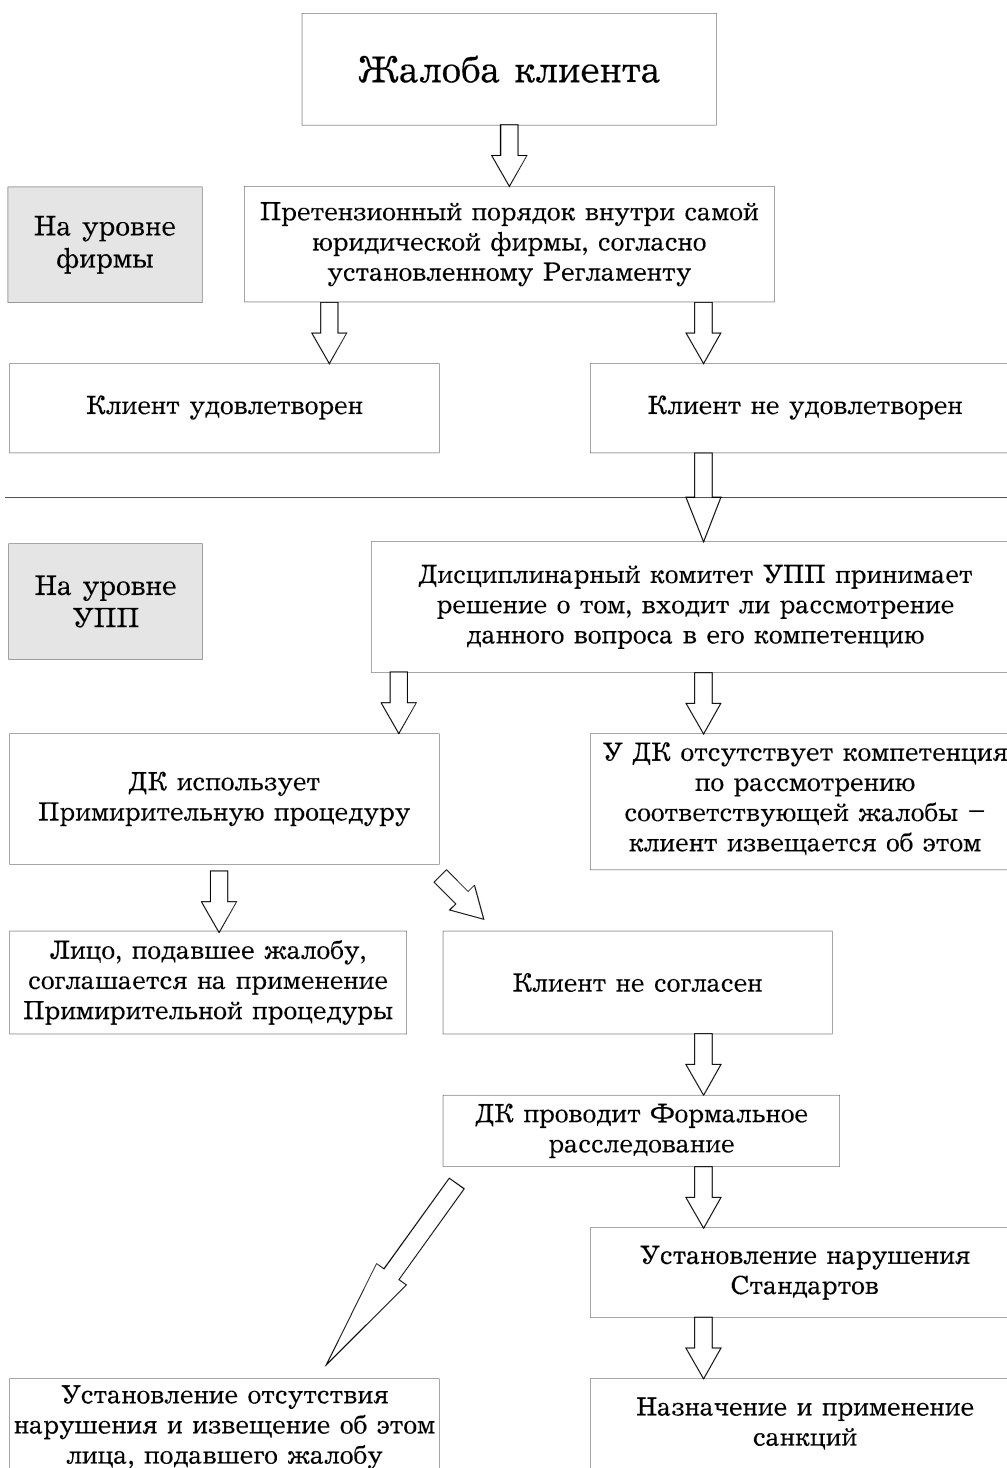 Жалоба клиента
На уровне
фирмы
Претензионный порядок внутри самой
юридической фирмы, согласно
установленному Регламенту
Клиент удовлетворен
Клиент не удовлетворен
На уровне
УПП
Дисциплинарный комитет УПП принимает
решение о том, входит ли рассмотрение
данного вопроса в его компетенцию
ДК использует
Примирительную процедуру
У ДК отсутствует компетенция
по рассмотрению
соответствующей жалобы –
клиент извещается об этом
Лицо, подавшее жалобу,
соглашается на применение
Примирительной процедуры
Клиент не согласен
ДК проводит Формальное
расследование
Установление нарушения
Стандартов
Установление отсутствия
нарушения и извещение об этом
лица, подавшего жалобу
Назначение и применение
санкций